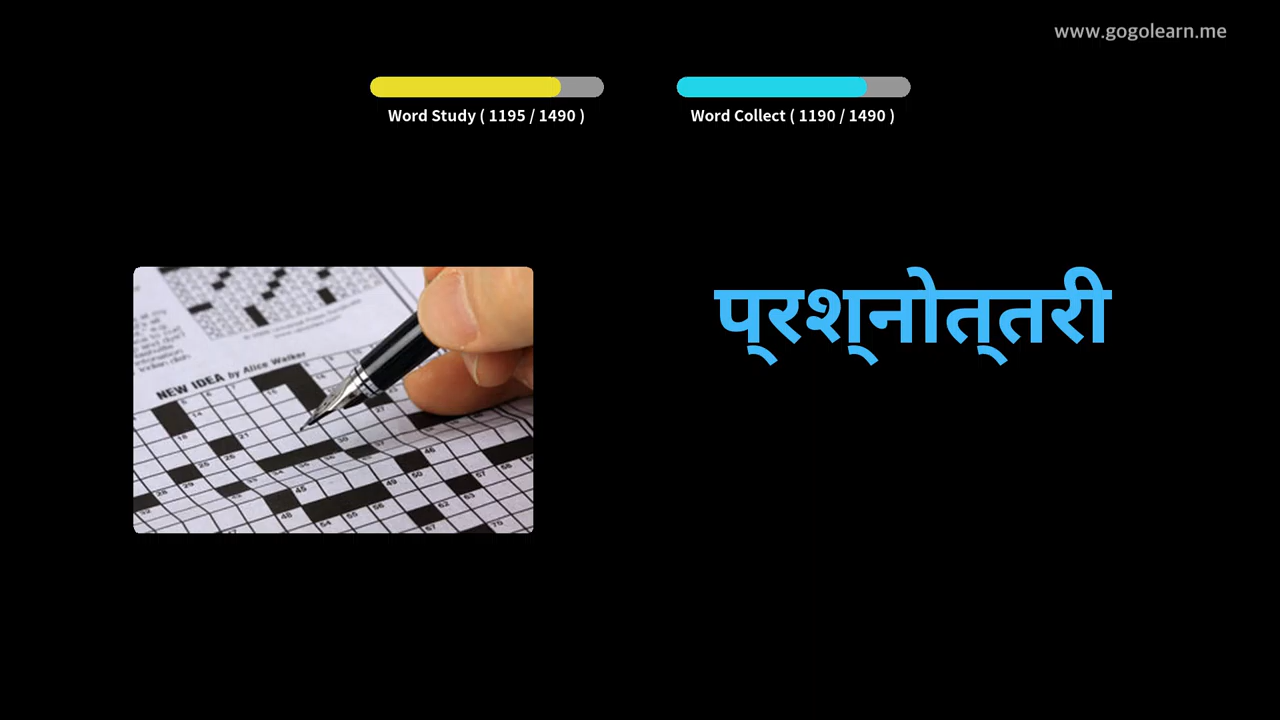 www.gogolearn.me
Word Study ( 1195 / 1490 )
Word Collect ( 1190 / 1490 )
प्रश्नोत्तरी
NEW IDEA by Alice Walker